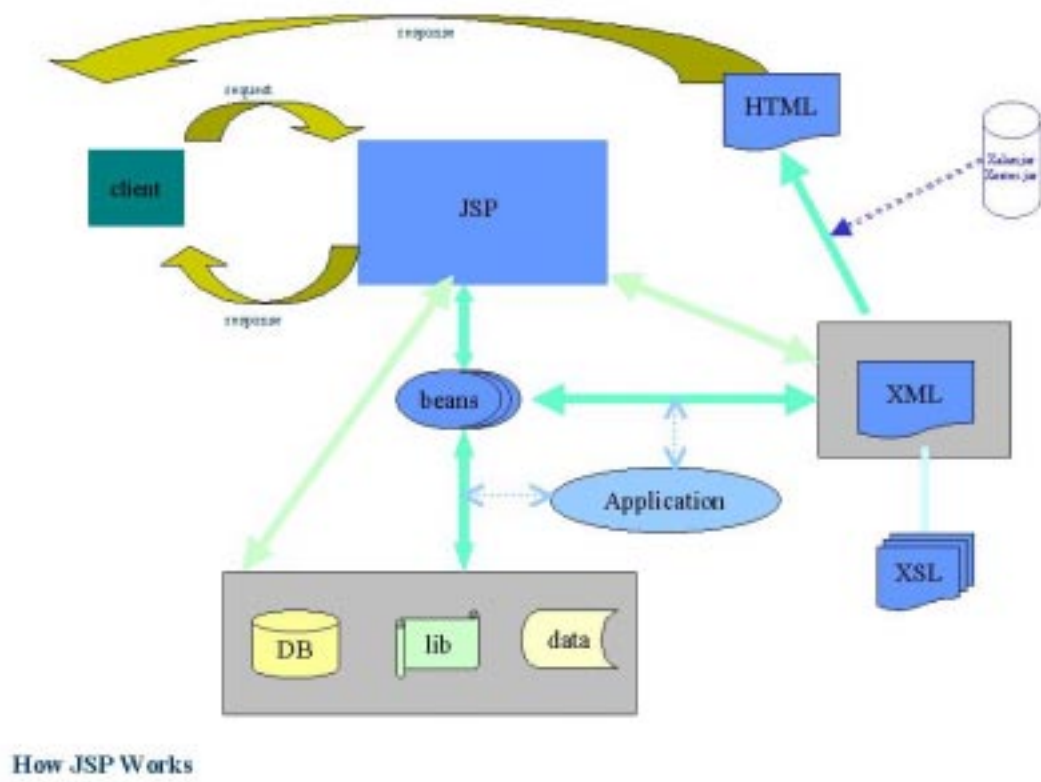 response
request
HTML
client
JSP
response
beans
XML
Application
XSL
DB
lib
data
How JSP Works